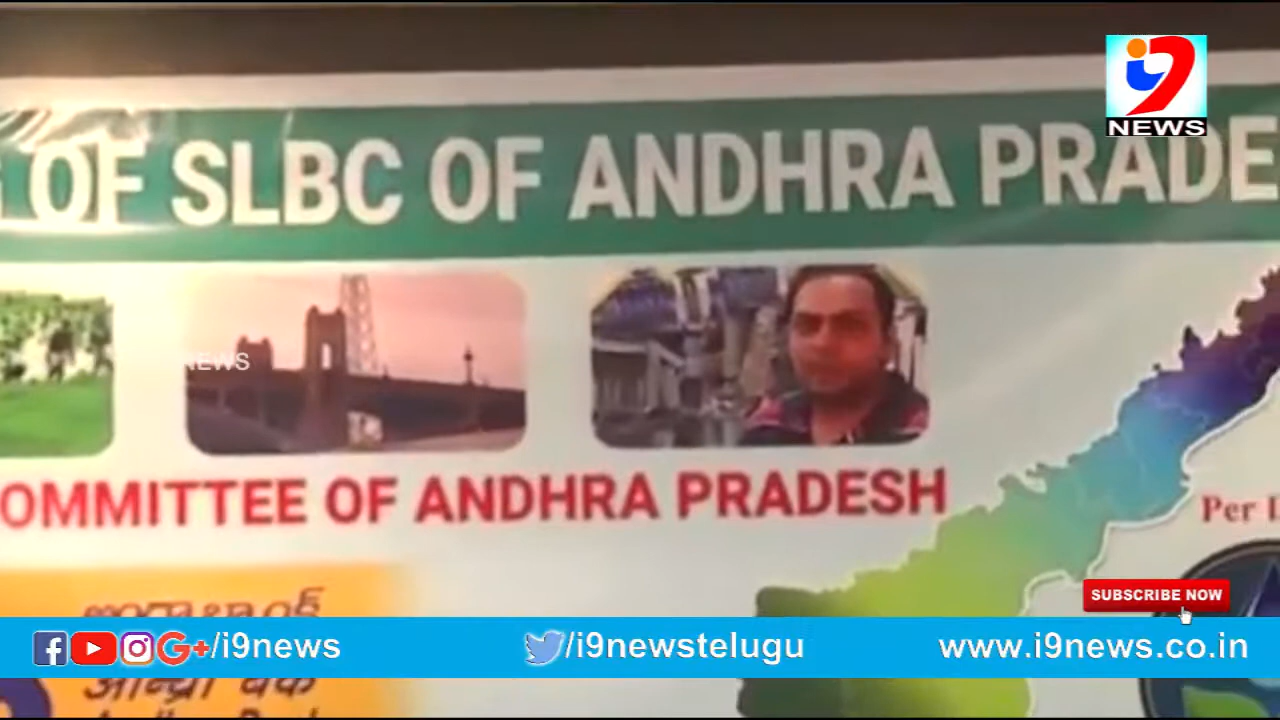 NEWS
OF SLBC OF ANDHRA PRADE
NEWS
OMMITTEE OF ANDHRA PRADESH
Per
SUBSCRIBE NOW
ఆంధ్రా బ్యాంక్
/i9news
/i9newstelugu
www.i9news.co.in
आन्ध्रा बैंक